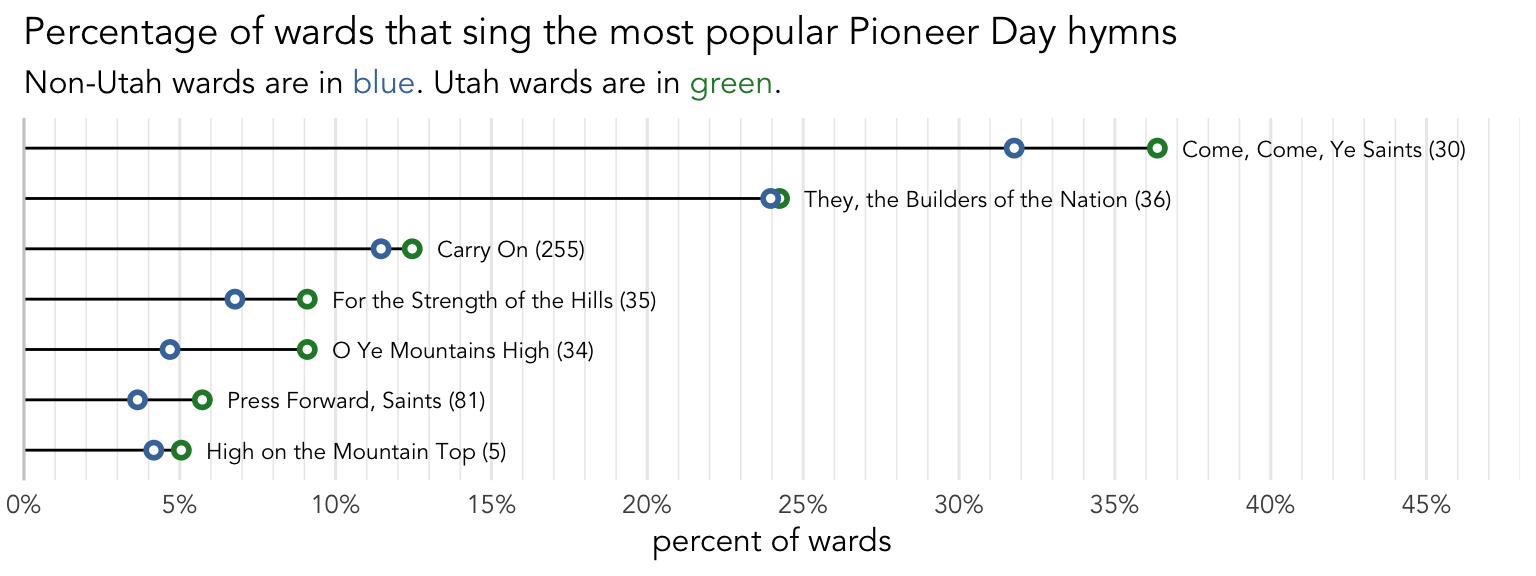 Percentage of wards that sing the most popular Pioneer Day hymns
Non-Utah wards are in blue. Utah wards are in green.
Come, Come, Ye Saints (30)
They, the Builders of the Nation (36)
Carry On (255)
For the Strength of the Hills (35)
O Ye Mountains High (34)
Press Forward, Saints (81)
High on the Mountain Top (5)
0% 5% 10% 15% 20% 25% 30% 35% 40% 45%
percent of wards